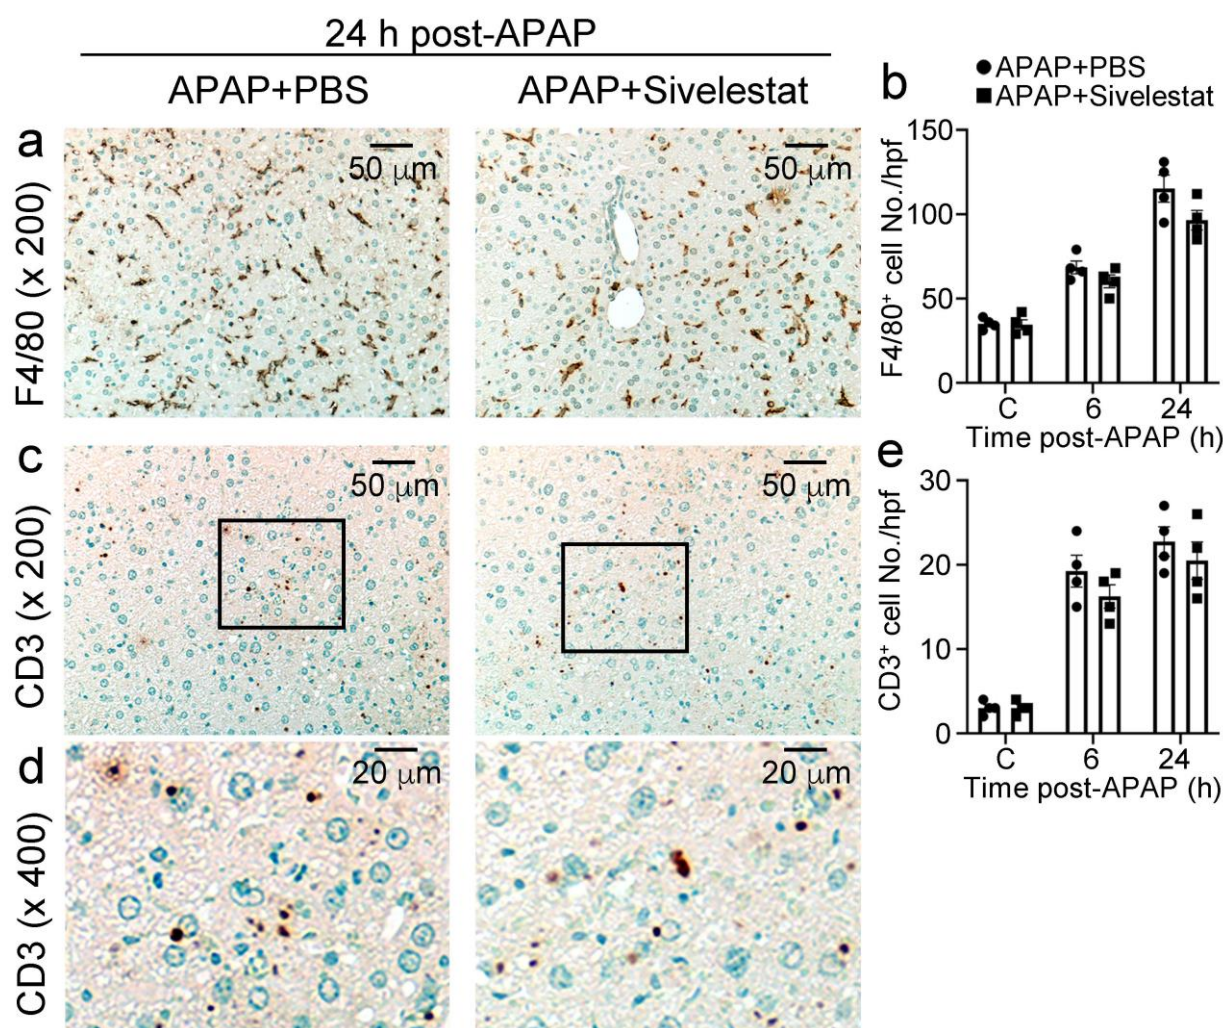 24 h post-APAP
APAP+PBS
APAP+Sivelestat
a
F4/80 (x 200)
50 μm
50 μm
b
APAP+PBS
APAP+Sivelestat
F4/80⁺ cell No./hpf
150
100
50
0
C 6 24
Time post-APAP (h)
c
CD3 (x 200)
50 μm
50 μm
e
CD3⁺ cell No./hpf
30
20
10
0
C 6 24
Time post-APAP (h)
d
CD3 (x 400)
20 μm
20 μm